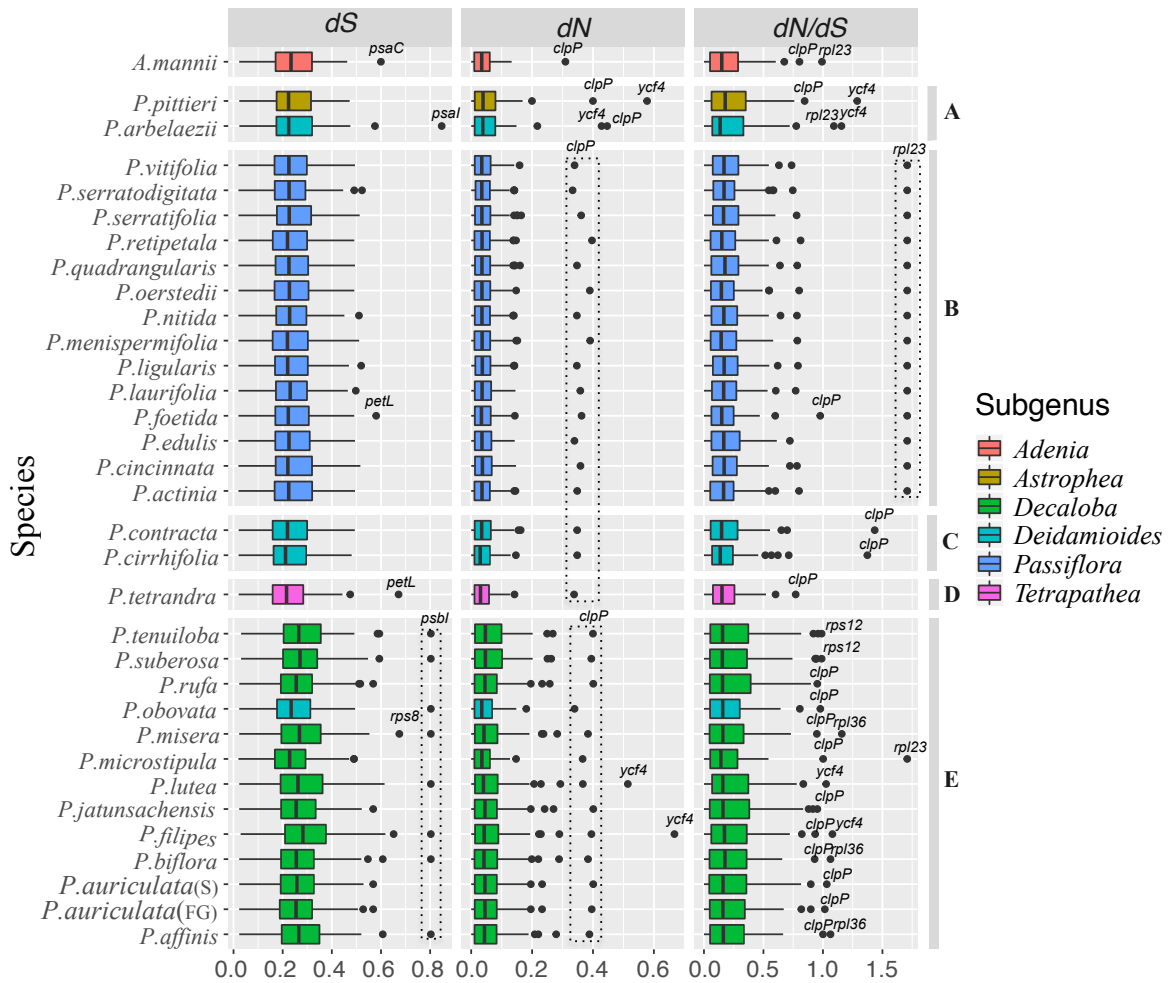 dS dN dN/dS
A.mannii psaC clpP clpP rpl23
P.pittieri clpP ycf4 clpP ycf4 A
P.arbelaezii psaI ycf4 clpP rpl23 ycf4
clpP rpl23
P.vitifolia
P.serratodigitata
P.serratifolia
P.retipetala
P.quadrangularis
P.oerstedii
P.nitida B
P.menispermifolia
P.ligularis
P.laurifolia
P.foetida petL clpP
P.edulis
P.cincinnata
P.actinia
P.contracta clpP
P.cirrhifolia clpP C
P.tetrandra petL clpP D
psbI clpP
P.tenuiloba rps12
P.suberosa rps12
P.rufa clpP
P.obovata clpP
P.misera rps8 clpP rpl36
P.microstipula clpP rpl23
P.lutea ycf4 ycf4 E
P.jatunsachensis clpP
P.filipes ycf4 clpP ycf4
P.biflora clpP rpl36
P.auriculata(S) clpP
P.auriculata(FG) clpP
P.affinis clpP rpl36
0.0 0.2 0.4 0.6 0.8 0.0 0.2 0.4 0.6 0.0 0.5 1.0 1.5
Species
Subgenus
Adenia
Astrophea
Decaloba
Deidamioides
Passiflora
Tetrapathea